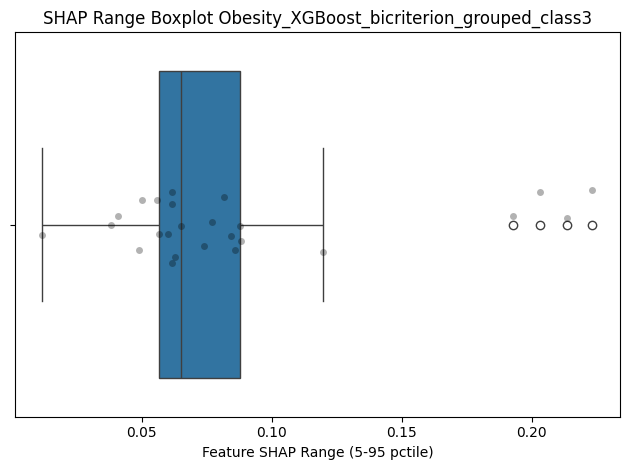 SHAP Range Boxplot Obesity_XGBoost_bicriterion_grouped_class3
0.05 0.10 0.15 0.20
Feature SHAP Range (5-95 pctile)